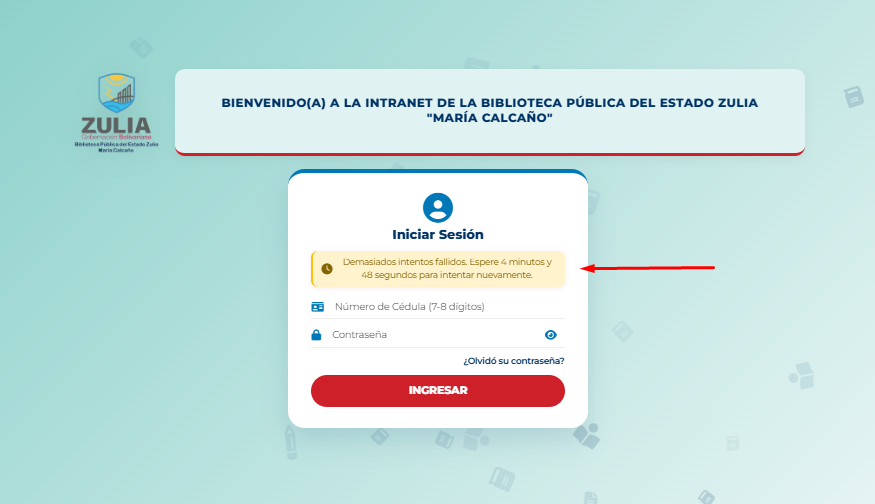 BIENVENIDO(A) A LA INTRANET DE LA BIBLIOTECA PÚBLICA DEL ESTADO ZULIA
"MARÍA CALCAÑO"
ZULIA
Gobernación Bolivariana
Biblioteca Pública del Estado Zulia
María Calcaño
Iniciar Sesión
Demasiados intentos fallidos. Espere 4 minutos y
48 segundos para intentar nuevamente.
Número de Cédula (7-8 dígitos)
Contraseña
¿Olvidó su contraseña?
INGRESAR